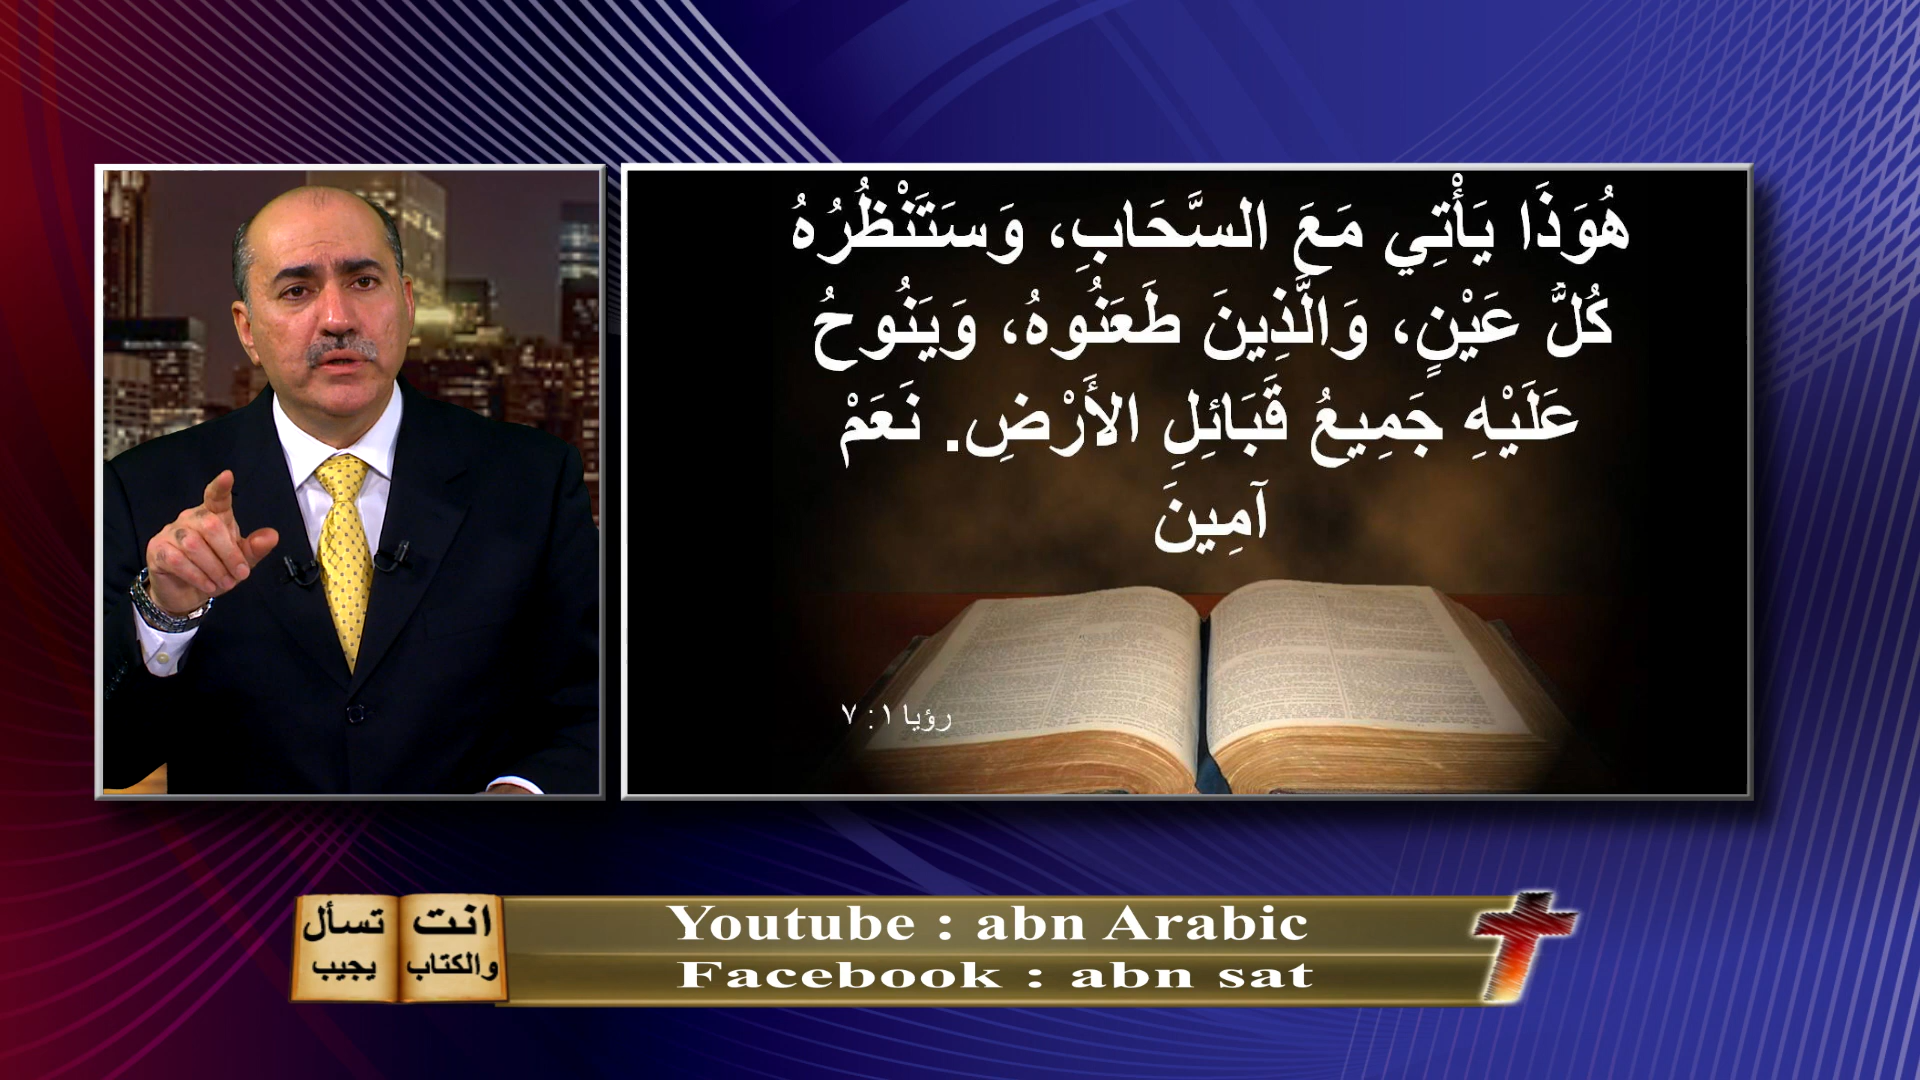 هُوَذَا يَأْتِي مَعَ السَّحَابِ، وَسَتَنْظُرُهُ
كُلُّ عَيْنٍ، وَالَّذِينَ طَعَنُوهُ، وَيَنُوحُ
عَلَيْهِ جَمِيعُ قَبَائِلِ الأَرْضِ. نَعَمْ
آمِينَ
رؤيا ١: ٧
انت تسأل
والكتاب يجيب
Youtube : abn Arabic
Facebook : abn sat